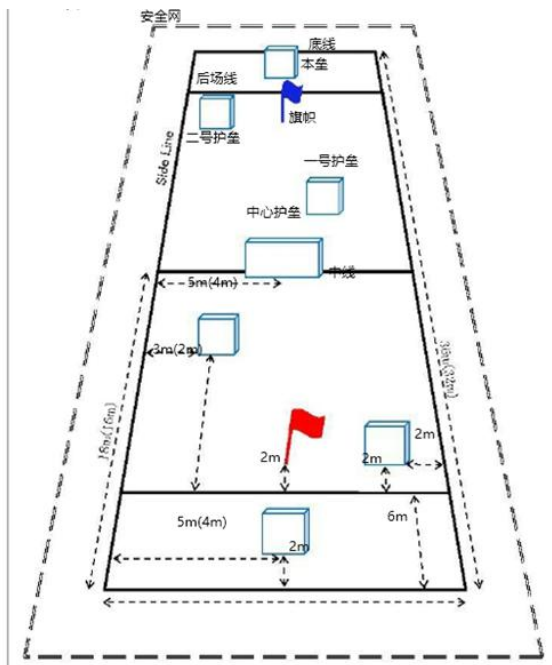 安全网
底线
本垒
后场线
旗帜
二号护垒
Side Line
一号护垒
中心护垒
中线
5m(4m)
3m(2m)
36m(32m)
18m(16m)
2m
2m
2m
5m(4m)
6m
2m